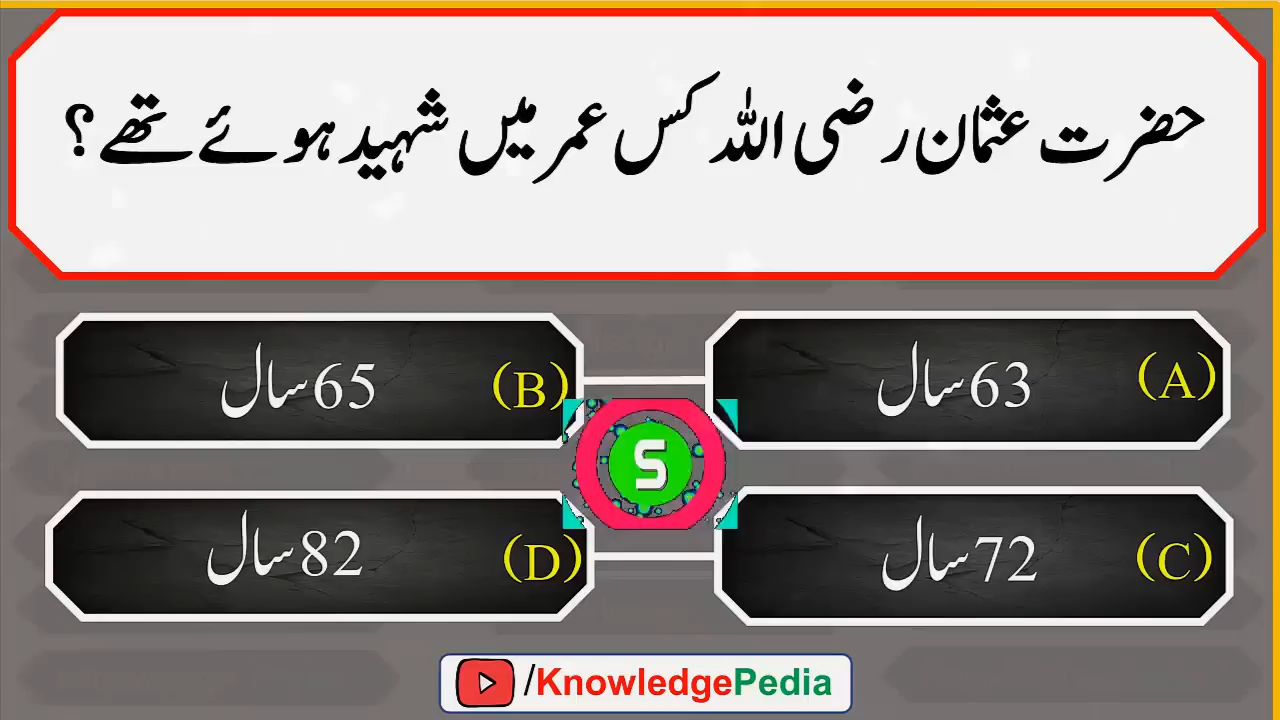 حضرت عثمان رضی اللہ کس عمر میں شہید ہوئے تھے؟
(A) 63سال
(B) 65سال
(C) 72سال
(D) 82سال
S
/KnowledgePedia